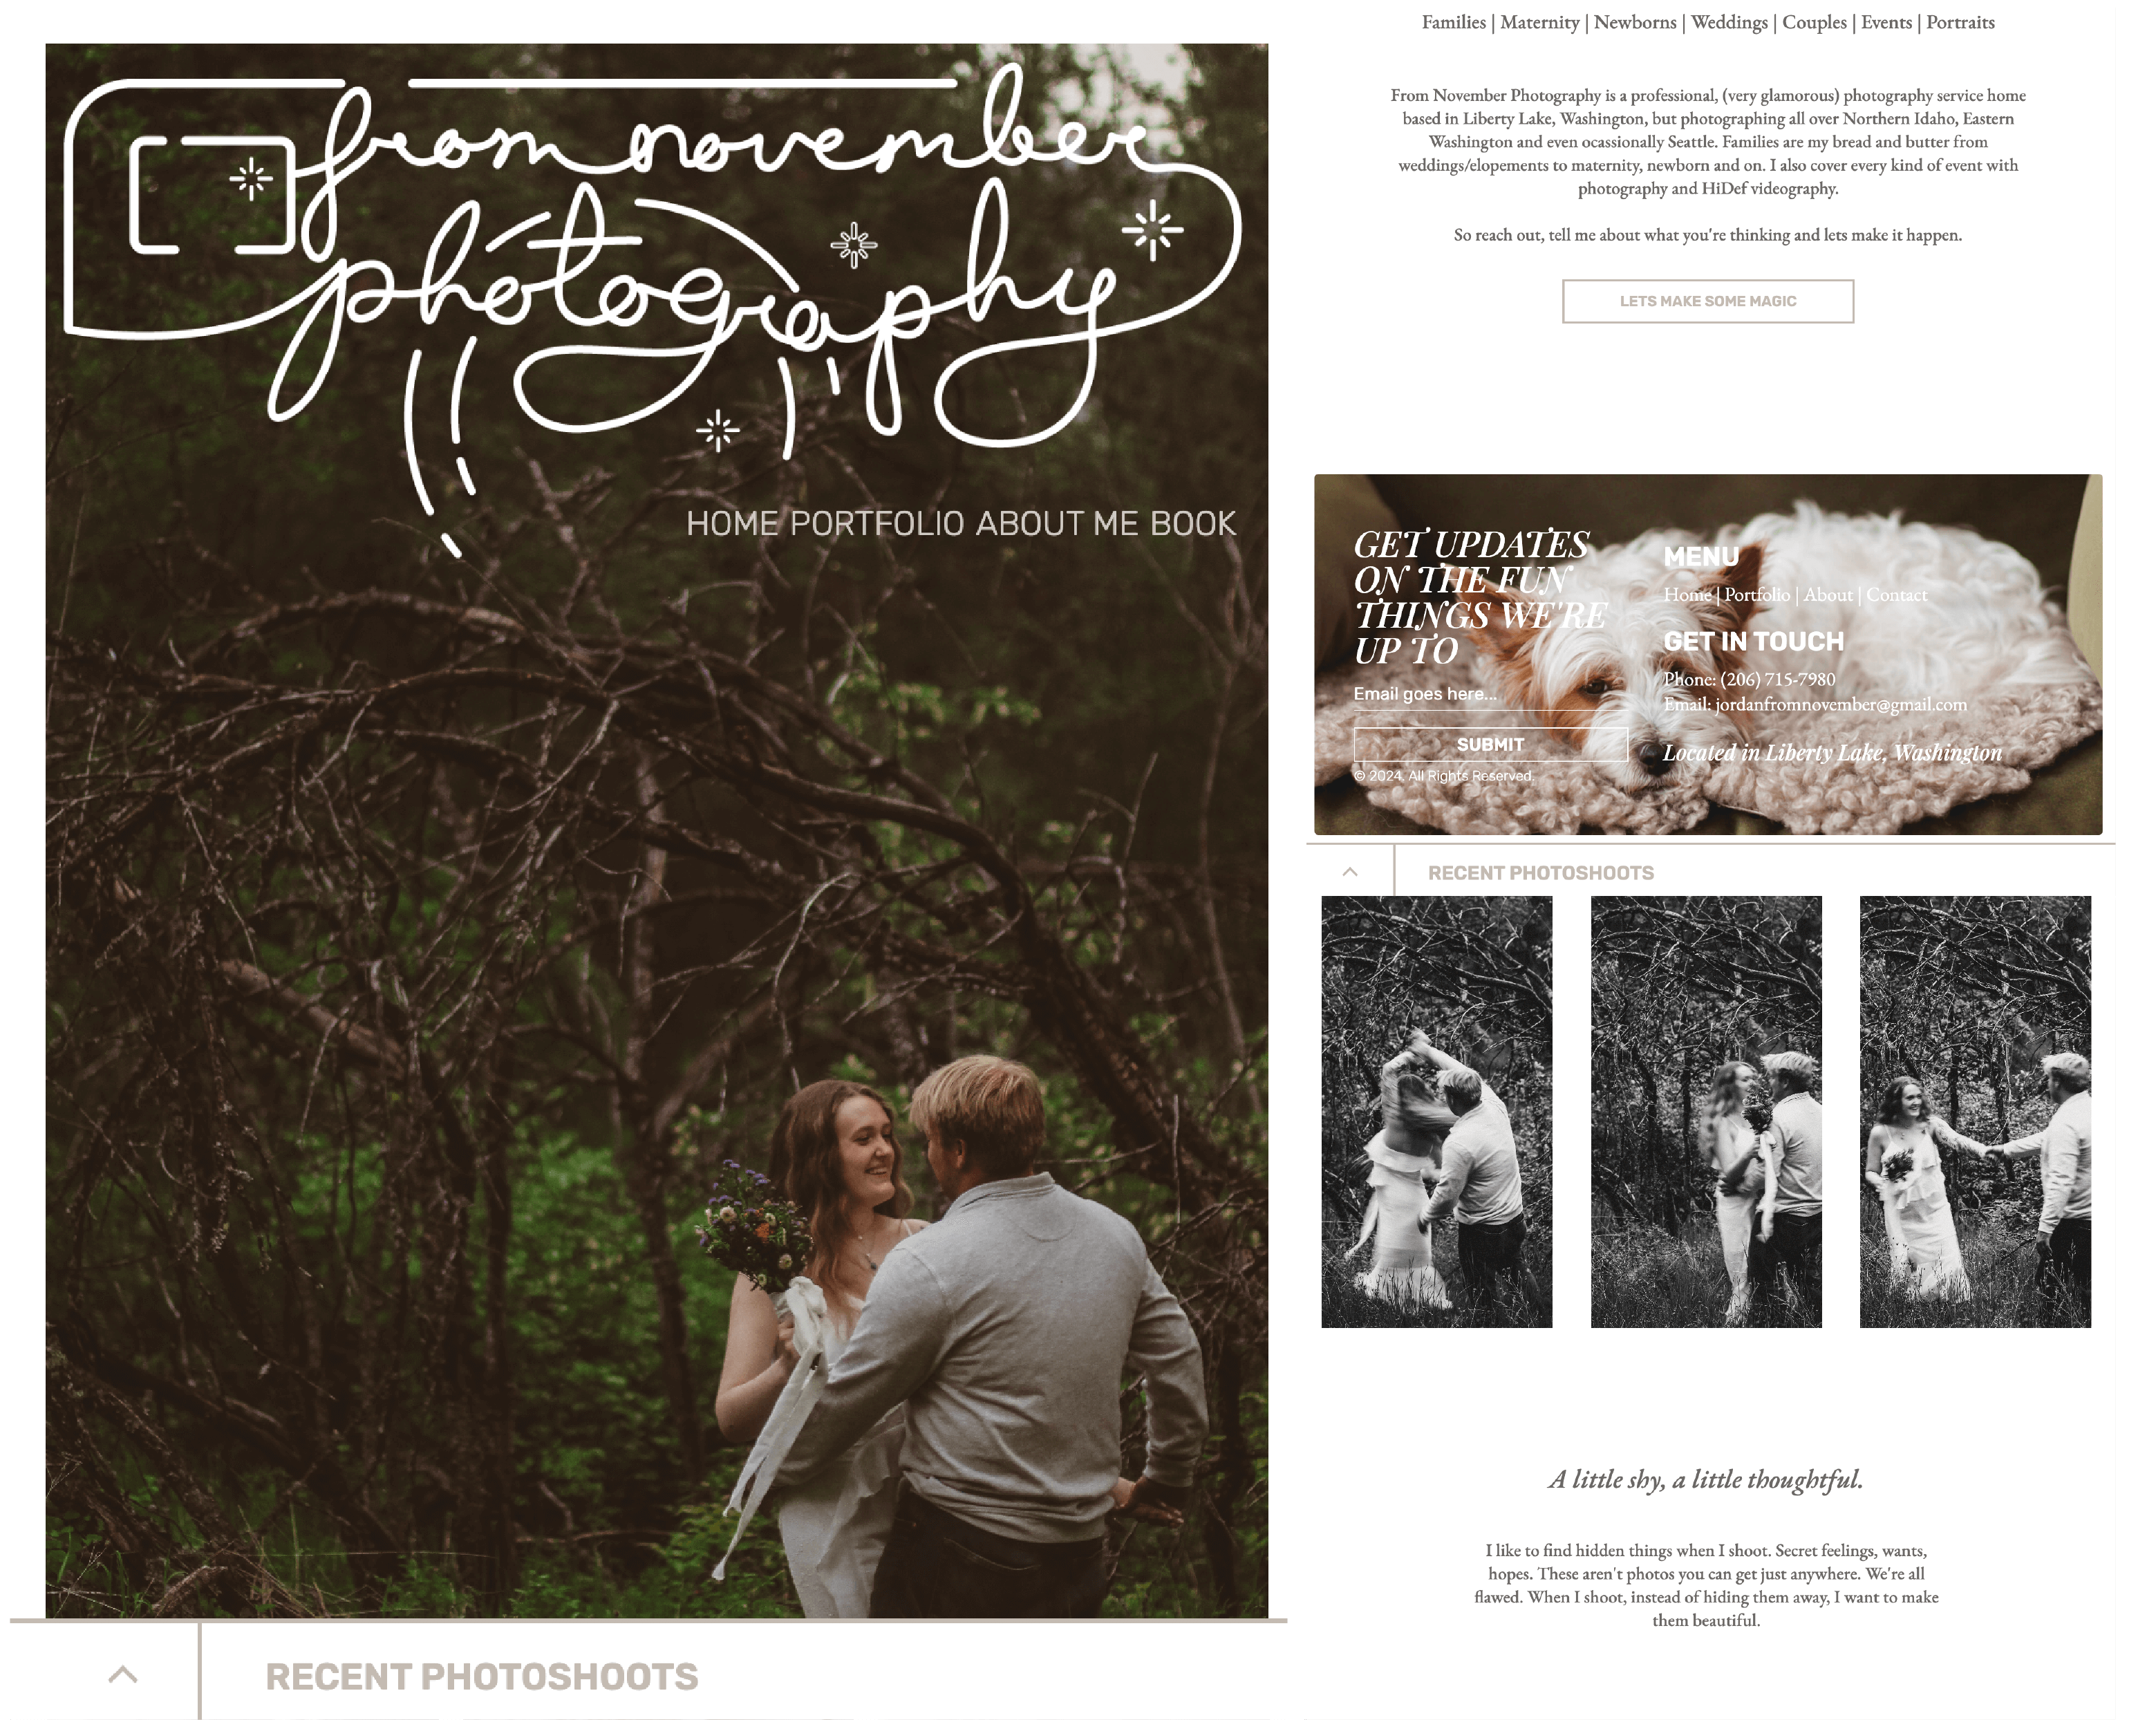 from november
photography
HOME PORTFOLIO ABOUT ME BOOK
RECENT PHOTOSHOOTS
Families | Maternity | Newborns | Weddings | Couples | Events | Portraits
From November Photography is a professional, (very glamorous) photography service home
based in Liberty Lake, Washington, but photographing all over Northern Idaho, Eastern
Washington and even ocassionally Seattle. Families are my bread and butter from
weddings/elopements to maternity, newborn and on. I also cover every kind of event with
photography and HiDef videography.
So reach out, tell me about what you're thinking and lets make it happen.
LETS MAKE SOME MAGIC
GET UPDATES
ON THE FUN
THINGS WE'RE
UP TO
Email goes here...
SUBMIT
© 2024, All Rights Reserved.
MENU
Home | Portfolio | About | Contact
GET IN TOUCH
Phone: (206) 715-7980
Email: jordanfromnovember@gmail.com
Located in Liberty Lake, Washington
RECENT PHOTOSHOOTS
A little shy, a little thoughtful.
I like to find hidden things when I shoot. Secret feelings, wants,
hopes. These aren't photos you can get just anywhere. We're all
flawed. When I shoot, instead of hiding them away, I want to make
them beautiful.